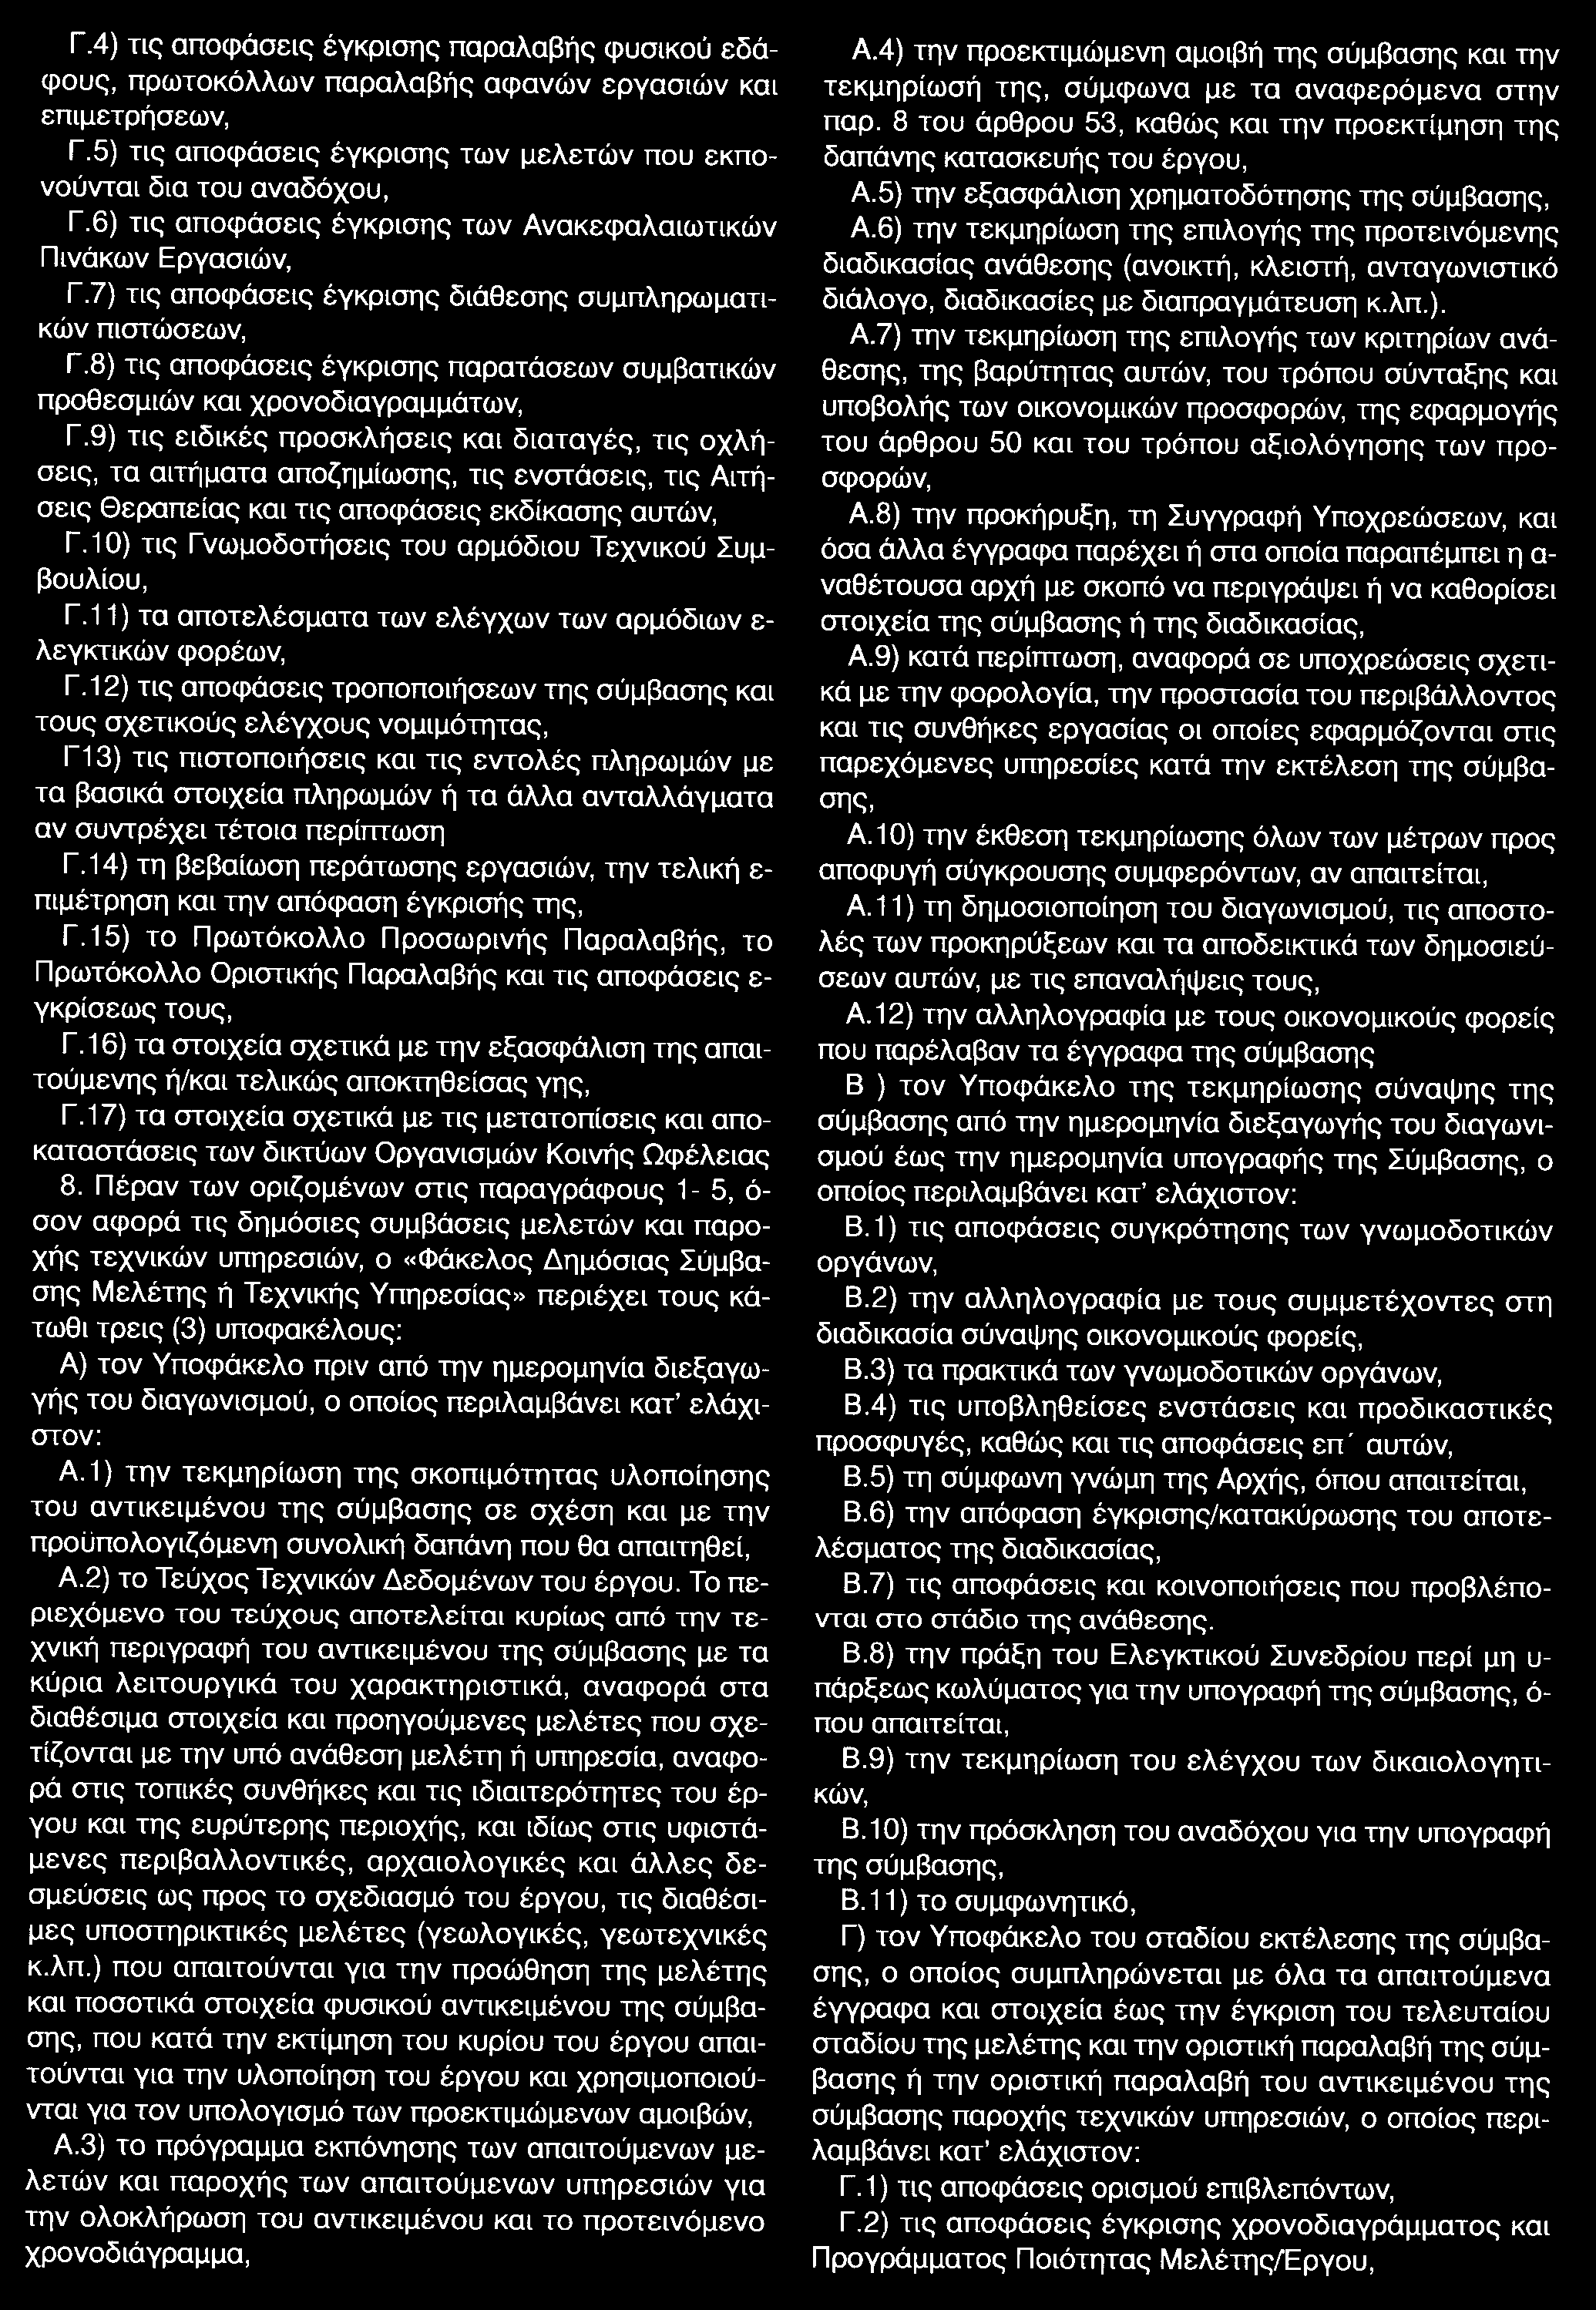 Γ.4) τις αποφάσεις έγκρισης παραλαβής φυσικού εδά-
φους, πρωτοκόλλων παραλαβής αφανών εργασιών και
επιμετρήσεων,
Γ.5) τις αποφάσεις έγκρισης των μελετών που εκπο-
νούνται δια του αναδόχου,
Γ.6) τις αποφάσεις έγκρισης των Ανακεφαλαιωτικών
Πινάκων Εργασιών,
Γ.7) τις αποφάσεις έγκρισης διάθεσης συμπληρωματι-
κών πιστώσεων,
Γ.8) τις αποφάσεις έγκρισης παρατάσεων συμβατικών
προθεσμιών και χρονοδιαγραμμάτων,
Γ.9) τις ειδικές προσκλήσεις και διαταγές, τις οχλή-
σεις, τα αιτήματα αποζημίωσης, τις ενστάσεις, τις Αιτή-
σεις Θεραπείας και τις αποφάσεις εκδίκασης αυτών,
Γ.10) τις Γνωμοδοτήσεις του αρμόδιου Τεχνικού Συμ-
βουλίου,
Γ.11) τα αποτελέσματα των ελέγχων των αρμόδιων ε-
λεγκτικών φορέων,
Γ.12) τις αποφάσεις τροποποιήσεων της σύμβασης και
τους σχετικούς ελέγχους νομιμότητας,
Γ13) τις πιστοποιήσεις και τις εντολές πληρωμών με
τα βασικά στοιχεία πληρωμών ή τα άλλα ανταλλάγματα
αν συντρέχει τέτοια περίπτωση
Γ.14) τη βεβαίωση περάτωσης εργασιών, την τελική ε-
πιμέτρηση και την απόφαση έγκρισής της,
Γ.15) το Πρωτόκολλο Προσωρινής Παραλαβής, το
Πρωτόκολλο Οριστικής Παραλαβής και τις αποφάσεις ε-
γκρίσεως τους,
Γ.16) τα στοιχεία σχετικά με την εξασφάλιση της απαι-
τούμενης ή/και τελικώς αποκτηθείσας γης,
Γ.17) τα στοιχεία σχετικά με τις μετατοπίσεις και απο-
καταστάσεις των δικτύων Οργανισμών Κοινής Ωφέλειας
8. Πέραν των οριζομένων στις παραγράφους 1- 5, ό-
σον αφορά τις δημόσιες συμβάσεις μελετών και παρο-
χής τεχνικών υπηρεσιών, ο «Φάκελος Δημόσιας Σύμβα-
σης Μελέτης ή Τεχνικής Υπηρεσίας» περιέχει τους κά-
τωθι τρεις (3) υποφακέλους:
Α) τον Υποφάκελο πριν από την ημερομηνία διεξαγω-
γής του διαγωνισμού, ο οποίος περιλαμβάνει κατ’ ελάχι-
στον:
Α.1) την τεκμηρίωση της σκοπιμότητας υλοποίησης
του αντικειμένου της σύμβασης σε σχέση και με την
προϋπολογιζόμενη συνολική δαπάνη που θα απαιτηθεί,
Α.2) το Τεύχος Τεχνικών Δεδομένων του έργου. Το πε-
ριεχόμενο του τεύχους αποτελείται κυρίως από την τε-
χνική περιγραφή του αντικειμένου της σύμβασης με τα
κύρια λειτουργικά του χαρακτηριστικά, αναφορά στα
διαθέσιμα στοιχεία και προηγούμενες μελέτες που σχε-
τίζονται με την υπό ανάθεση μελέτη ή υπηρεσία, αναφο-
ρά στις τοπικές συνθήκες και τις ιδιαιτερότητες του έρ-
γου και της ευρύτερης περιοχής, και ιδίως στις υφιστά-
μενες περιβαλλοντικές, αρχαιολογικές και άλλες δε-
σμεύσεις ως προς το σχεδιασμό του έργου, τις διαθέσι-
μες υποστηρικτικές μελέτες (γεωλογικές, γεωτεχνικές
κ.λπ.) που απαιτούνται για την προώθηση της μελέτης
και ποσοτικά στοιχεία φυσικού αντικειμένου της σύμβα-
σης, που κατά την εκτίμηση του κυρίου του έργου απαι-
τούνται για την υλοποίηση του έργου και χρησιμοποιού-
νται για τον υπολογισμό των προεκτιμώμενων αμοιβών,
Α.3) το πρόγραμμα εκπόνησης των απαιτούμενων με-
λετών και παροχής των απαιτούμενων υπηρεσιών για
την ολοκλήρωση του αντικειμένου και το προτεινόμενο
χρονοδιάγραμμα,
Α.4) την προεκτιμώμενη αμοιβή της σύμβασης και την
τεκμηρίωσή της, σύμφωνα με τα αναφερόμενα στην
παρ. 8 του άρθρου 53, καθώς και την προεκτίμηση της
δαπάνης κατασκευής του έργου,
Α.5) την εξασφάλιση χρηματοδότησης της σύμβασης,
Α.6) την τεκμηρίωση της επιλογής της προτεινόμενης
διαδικασίας ανάθεσης (ανοικτή, κλειστή, ανταγωνιστικό
διάλογο, διαδικασίες με διαπραγμάτευση κ.λπ.).
Α.7) την τεκμηρίωση της επιλογής των κριτηρίων ανά-
θεσης, της βαρύτητας αυτών, του τρόπου σύνταξης και
υποβολής των οικονομικών προσφορών, της εφαρμογής
του άρθρου 50 και του τρόπου αξιολόγησης των προ-
σφορών,
Α.8) την προκήρυξη, τη Συγγραφή Υποχρεώσεων, και
όσα άλλα έγγραφα παρέχει ή στα οποία παραπέμπει η α-
ναθέτουσα αρχή με σκοπό να περιγράψει ή να καθορίσει
στοιχεία της σύμβασης ή της διαδικασίας,
Α.9) κατά περίπτωση, αναφορά σε υποχρεώσεις σχετι-
κά με την φορολογία, την προστασία του περιβάλλοντος
και τις συνθήκες εργασίας οι οποίες εφαρμόζονται στις
παρεχόμενες υπηρεσίες κατά την εκτέλεση της σύμβα-
σης,
Α.10) την έκθεση τεκμηρίωσης όλων των μέτρων προς
αποφυγή σύγκρουσης συμφερόντων, αν απαιτείται,
Α.11) τη δημοσιοποίηση του διαγωνισμού, τις αποστο-
λές των προκηρύξεων και τα αποδεικτικά των δημοσιεύ-
σεων αυτών, με τις επαναλήψεις τους,
Α.12) την αλληλογραφία με τους οικονομικούς φορείς
που παρέλαβαν τα έγγραφα της σύμβασης
Β ) τον Υποφάκελο της τεκμηρίωσης σύναψης της
σύμβασης από την ημερομηνία διεξαγωγής του διαγωνι-
σμού έως την ημερομηνία υπογραφής της Σύμβασης, ο
οποίος περιλαμβάνει κατ’ ελάχιστον:
Β.1) τις αποφάσεις συγκρότησης των γνωμοδοτικών
οργάνων,
Β.2) την αλληλογραφία με τους συμμετέχοντες στη
διαδικασία σύναψης οικονομικούς φορείς,
Β.3) τα πρακτικά των γνωμοδοτικών οργάνων,
Β.4) τις υποβληθείσες ενστάσεις και προδικαστικές
προσφυγές, καθώς και τις αποφάσεις επ΄ αυτών,
Β.5) τη σύμφωνη γνώμη της Αρχής, όπου απαιτείται,
Β.6) την απόφαση έγκρισης/κατακύρωσης του αποτε-
λέσματος της διαδικασίας,
Β.7) τις αποφάσεις και κοινοποιήσεις που προβλέπο-
νται στο στάδιο της ανάθεσης.
Β.8) την πράξη του Ελεγκτικού Συνεδρίου περί μη υ-
πάρξεως κωλύματος για την υπογραφή της σύμβασης, ό-
που απαιτείται,
Β.9) την τεκμηρίωση του ελέγχου των δικαιολογητι-
κών,
Β.10) την πρόσκληση του αναδόχου για την υπογραφή
της σύμβασης,
Β.11) το συμφωνητικό,
Γ) τον Υποφάκελο του σταδίου εκτέλεσης της σύμβα-
σης, ο οποίος συμπληρώνεται με όλα τα απαιτούμενα
έγγραφα και στοιχεία έως την έγκριση του τελευταίου
σταδίου της μελέτης και την οριστική παραλαβή της σύμ-
βασης ή την οριστική παραλαβή του αντικειμένου της
σύμβασης παροχής τεχνικών υπηρεσιών, ο οποίος περι-
λαμβάνει κατ’ ελάχιστον:
Γ.1) τις αποφάσεις ορισμού επιβλεπόντων,
Γ.2) τις αποφάσεις έγκρισης χρονοδιαγράμματος και
Προγράμματος Ποιότητας Μελέτης/Έργου,